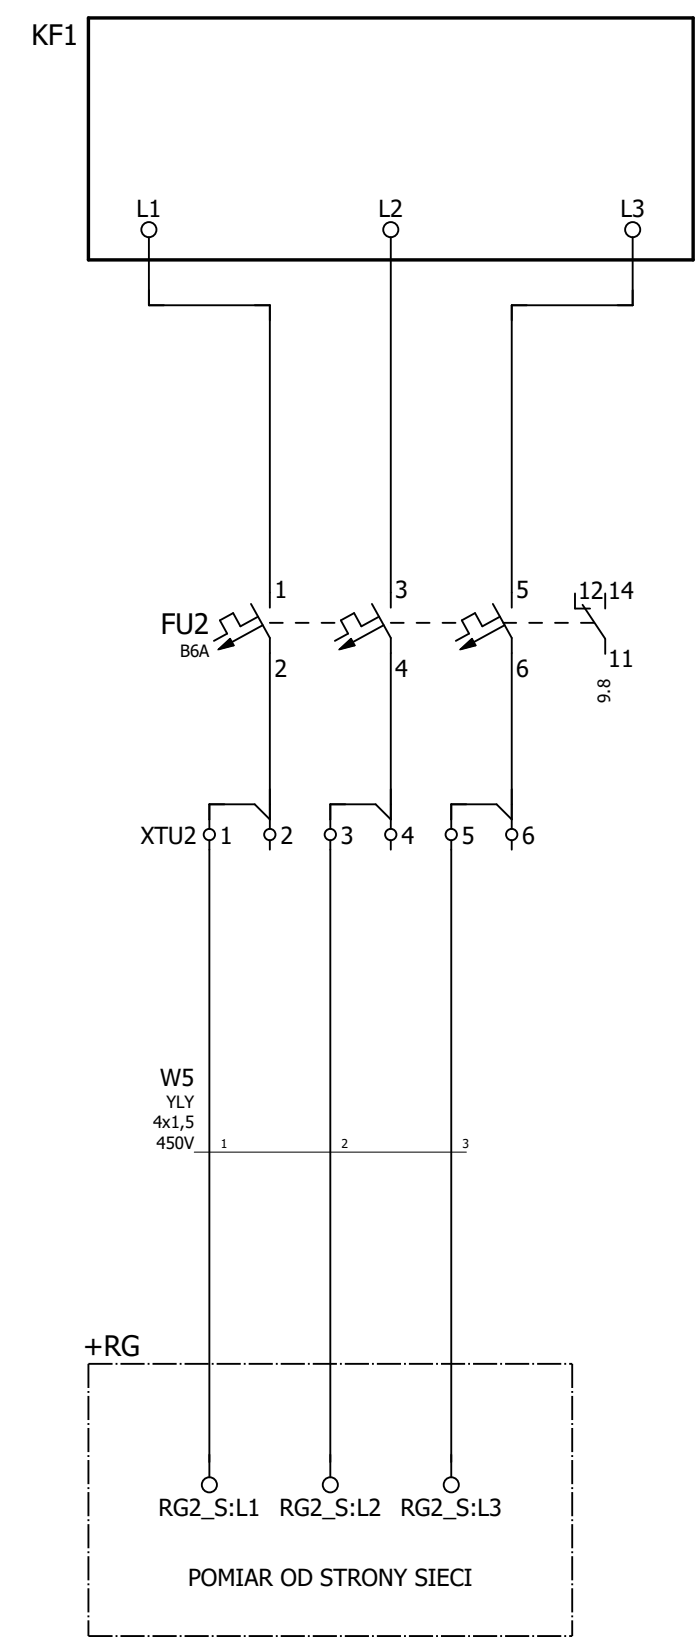 KF1
L1 L2 L3
1 3 5 12 14
FU2
B6A
2 4 6 11
9.8
XTU2 1 2 3 4 5 6
W5
YLY
4x1,5
450V 1 2 3
+RG
RG2_S:L1 RG2_S:L2 RG2_S:L3
POMIAR OD STRONY SIECI